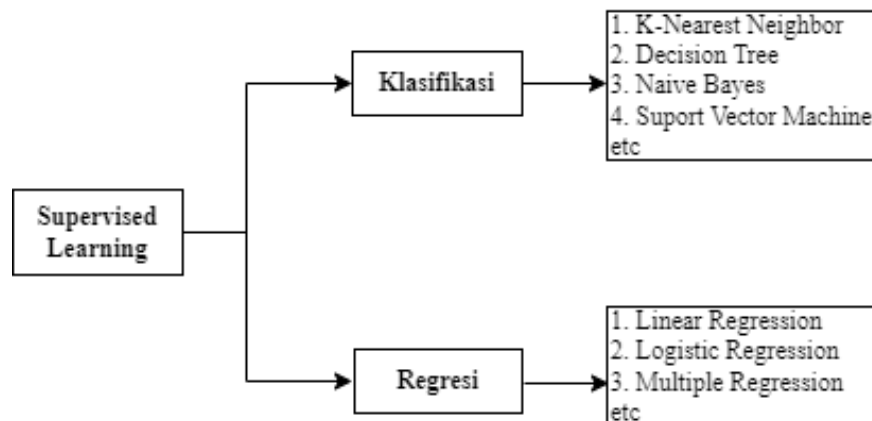 Supervised
Learning
Klasifikasi
1. K-Nearest Neighbor
2. Decision Tree
3. Naive Bayes
4. Suport Vector Machine
etc
Regresi
1. Linear Regression
2. Logistic Regression
3. Multiple Regression
etc